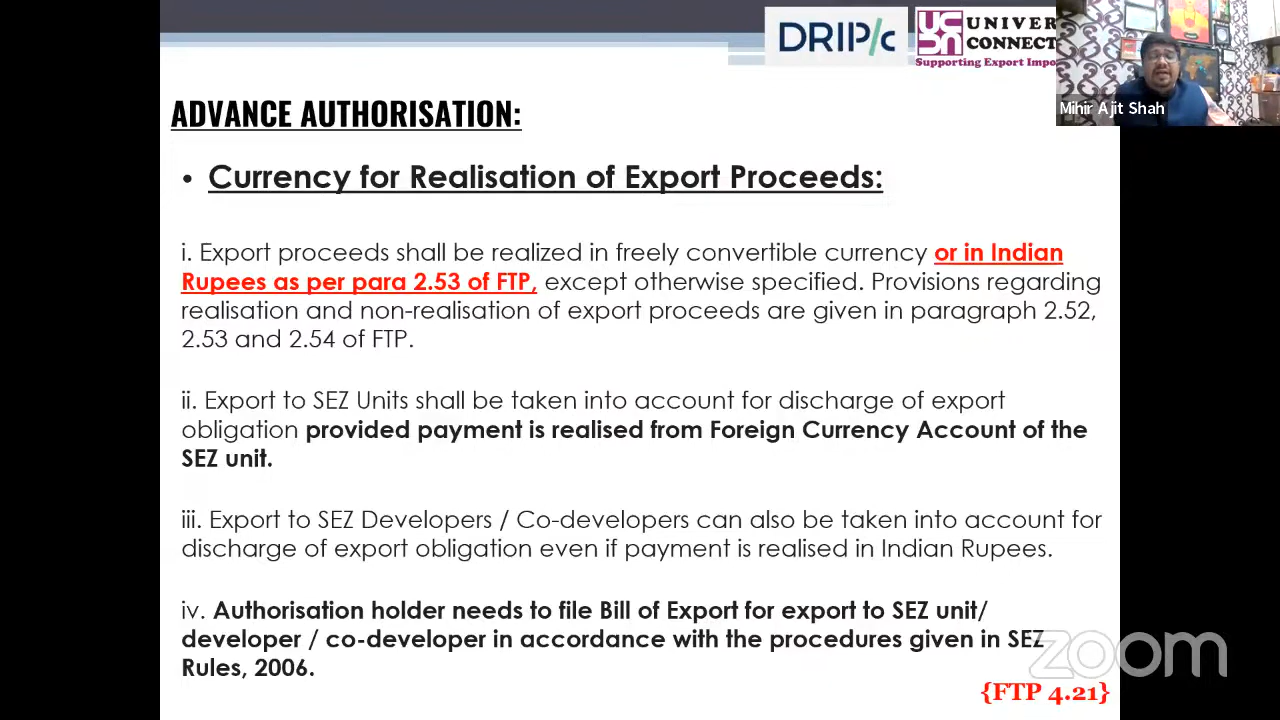 DRIP/c
UNIVER
CONNECT
Supporting Export Impo
Mihir Ajit Shah
ADVANCE AUTHORISATION:
• Currency for Realisation of Export Proceeds:
i. Export proceeds shall be realized in freely convertible currency or in Indian
Rupees as per para 2.53 of FTP, except otherwise specified. Provisions regarding
realisation and non-realisation of export proceeds are given in paragraph 2.52,
2.53 and 2.54 of FTP.
ii. Export to SEZ Units shall be taken into account for discharge of export
obligation provided payment is realised from Foreign Currency Account of the
SEZ unit.
iii. Export to SEZ Developers / Co-developers can also be taken into account for
discharge of export obligation even if payment is realised in Indian Rupees.
iv. Authorisation holder needs to file Bill of Export for export to SEZ unit/
developer / co-developer in accordance with the procedures given in SEZ
Rules, 2006.
zoom
{FTP 4.21}